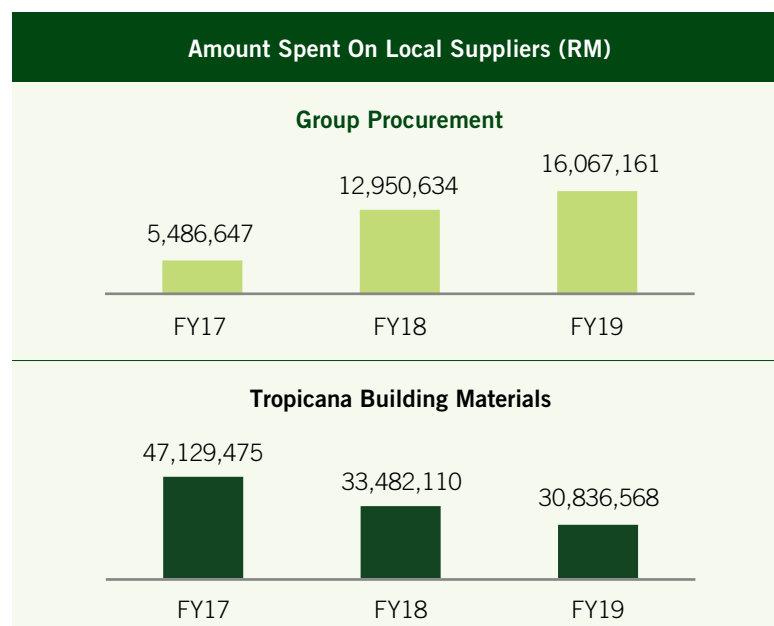 Amount Spent On Local Suppliers (RM)
Group Procurement
5,486,647
12,950,634
16,067,161
FY17 FY18 FY19
Tropicana Building Materials
47,129,475
33,482,110
30,836,568
FY17 FY18 FY19